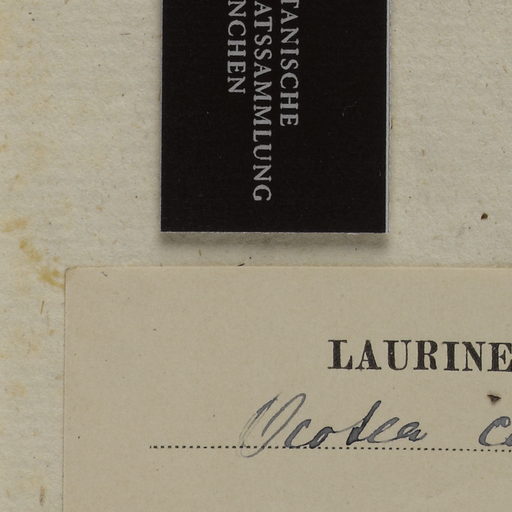 TANISCHE
ATSSAMMLUNG
NCHEN
LAURINE
Ocotea c